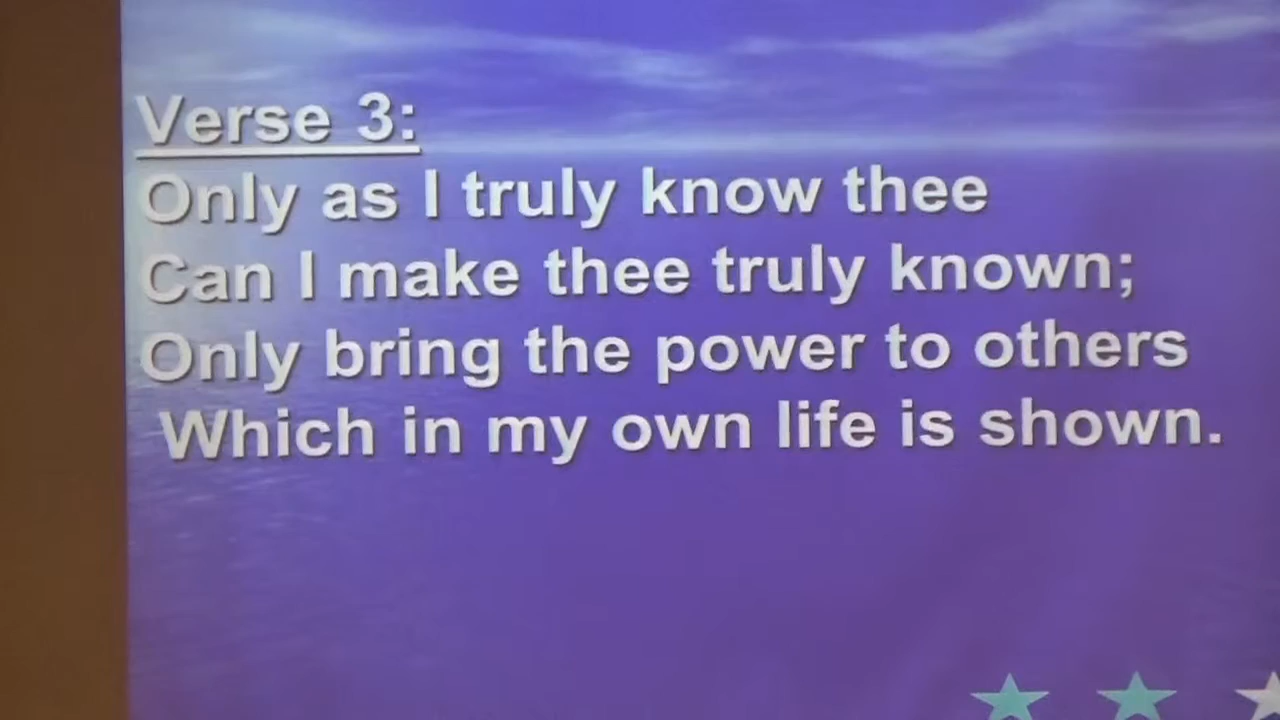 Verse 3:
Only as I truly know thee
Can I make thee truly known;
Only bring the power to others
Which in my own life is shown.